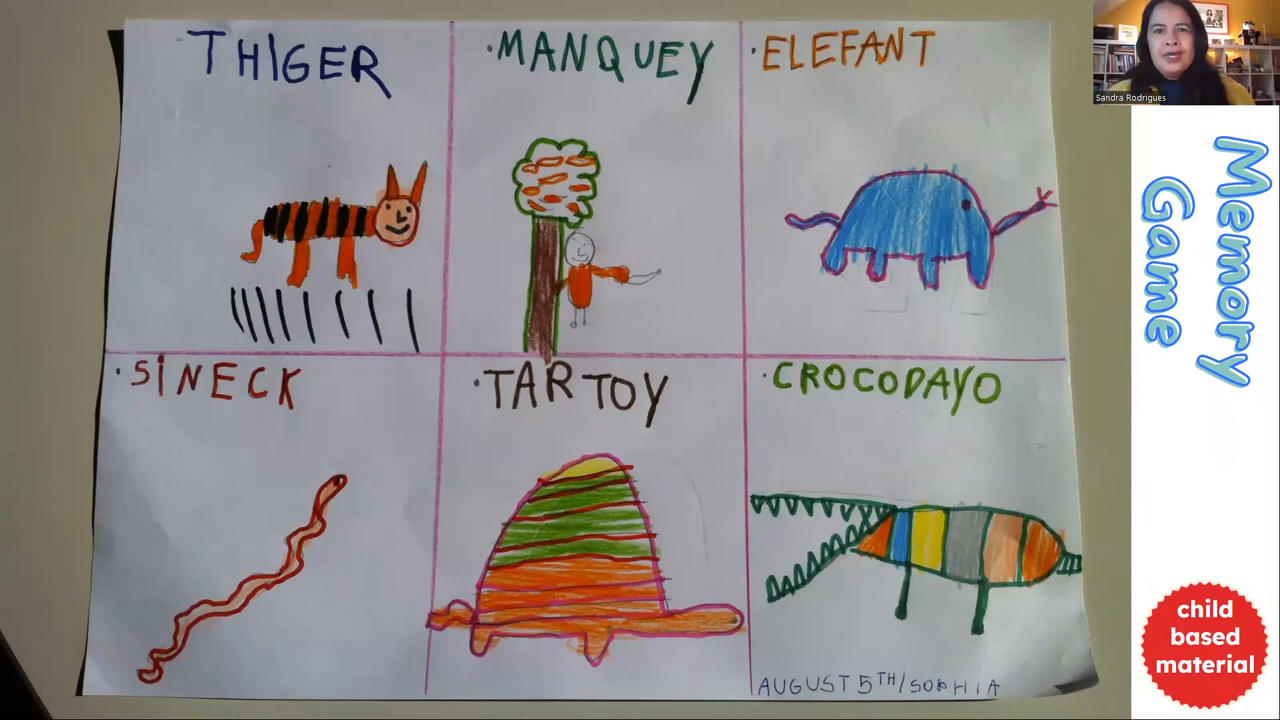 THIGER
MANQUEY
ELEFANT
SINECK
TARTOY
CROCODAYO
AUGUST 5TH/SOPHIA
Sandra Rodrigues
Memory
Game
child
based
material